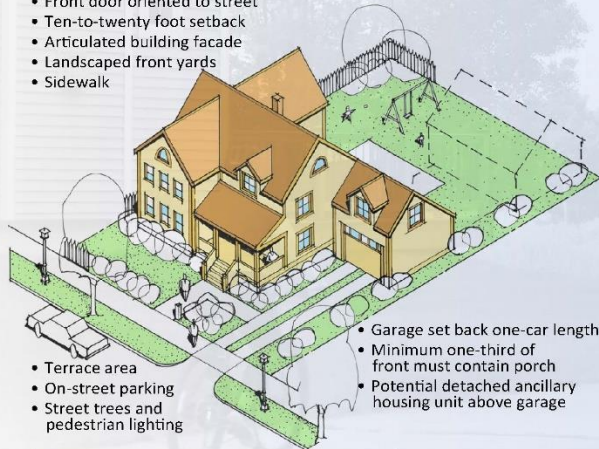 • Front door oriented to street
• Ten-to-twenty foot setback
• Articulated building facade
• Landscaped front yards
• Sidewalk
• Garage set back one-car length
• Minimum one-third of
front must contain porch
• Potential detached ancillary
housing unit above garage
• Terrace area
• On-street parking
• Street trees and
pedestrian lighting